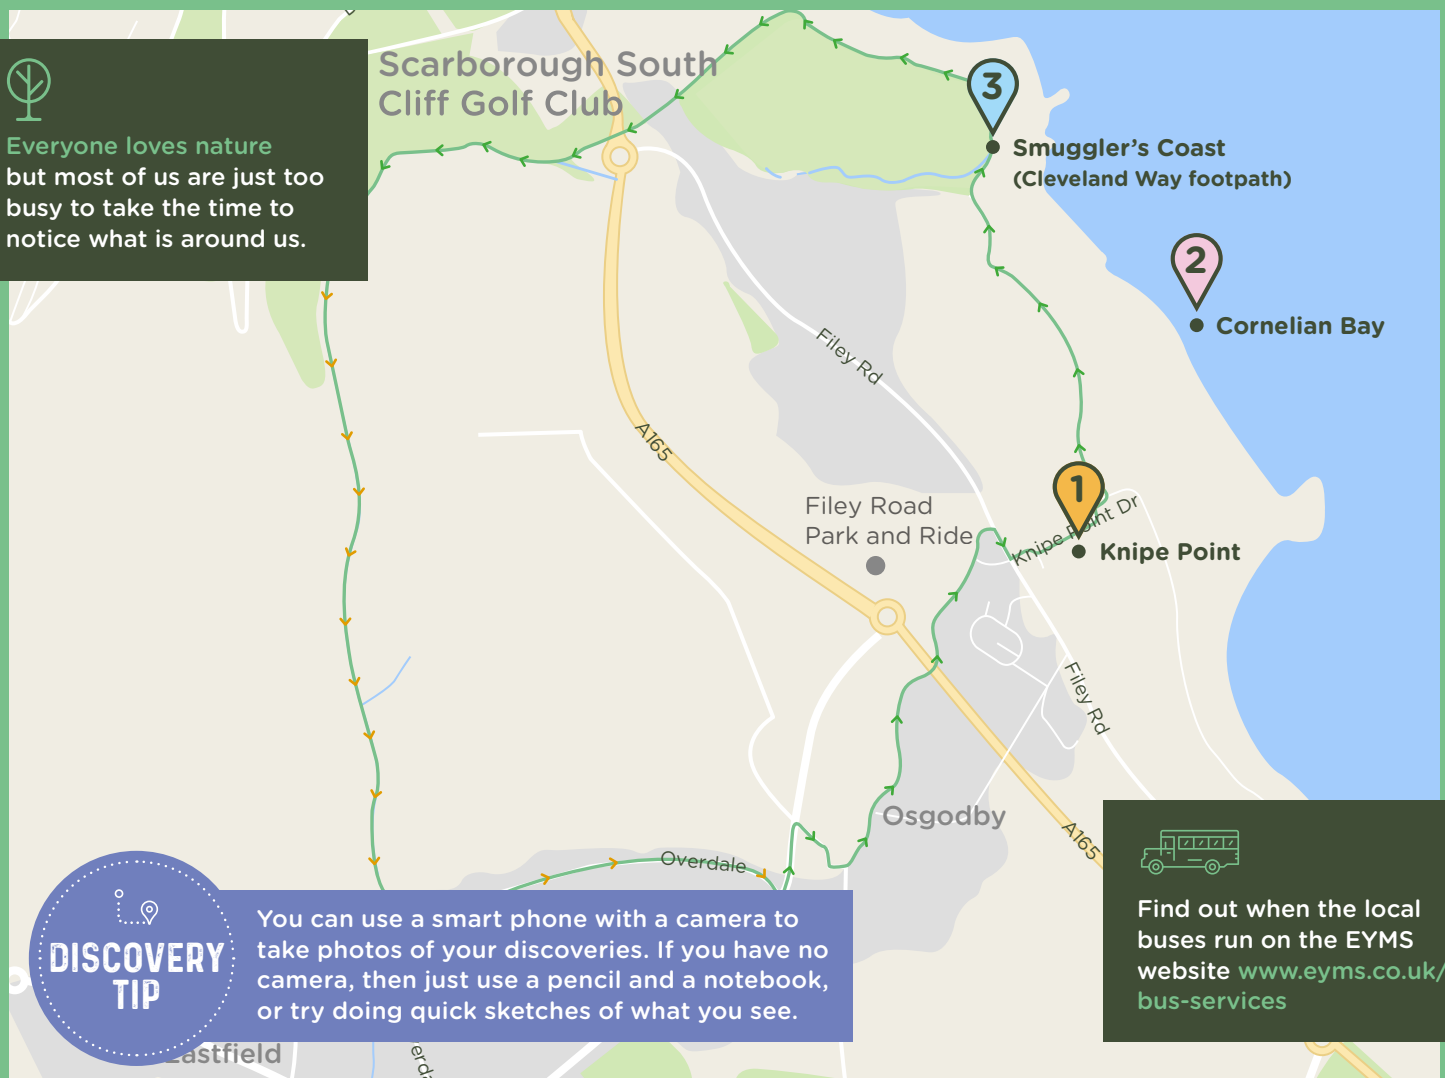 Scarborough South
Cliff Golf Club
Everyone loves nature
but most of us are just too
busy to take the time to
notice what is around us.
3
Smuggler's Coast
(Cleveland Way footpath)
2
Cornelian Bay
Filey Rd
A165
1
Knipe Point Dr
Knipe Point
Filey Road
Park and Ride
Filey Rd
Osgodby
A165
Overdale
DISCOVERY
TIP
You can use a smart phone with a camera to
take photos of your discoveries. If you have no
camera, then just use a pencil and a notebook,
or try doing quick sketches of what you see.
Find out when the local
buses run on the EYMS
website www.eyms.co.uk/
bus-services
Eastfield